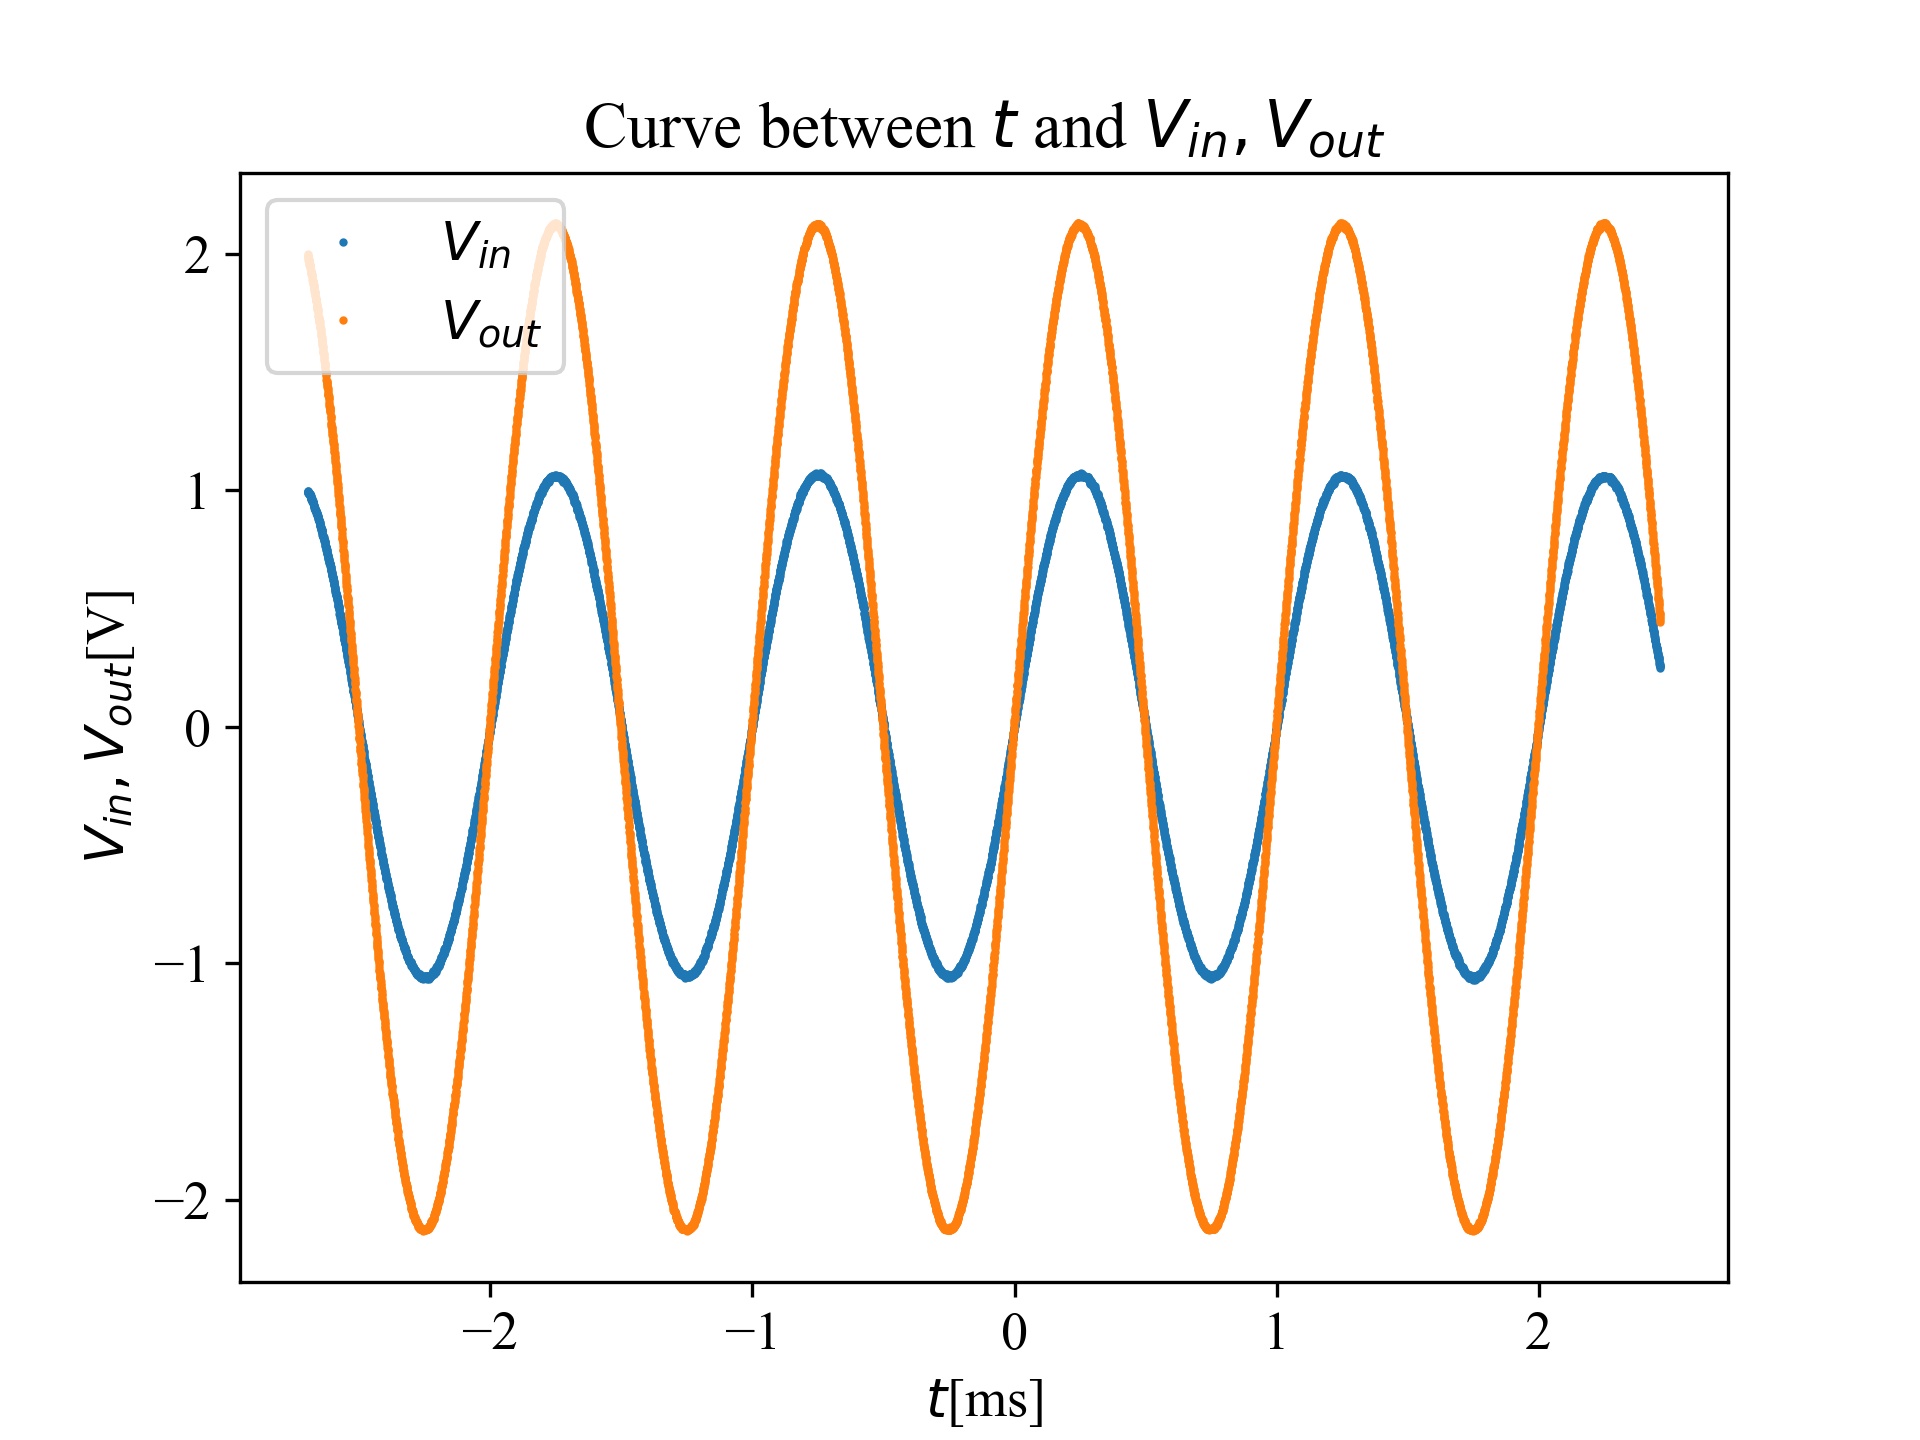 Curve between t and V_in, V_out
V_in
V_out
2
1
0
−1
−2
V_in, V_out[V]
−2 −1 0 1 2
t[ms]